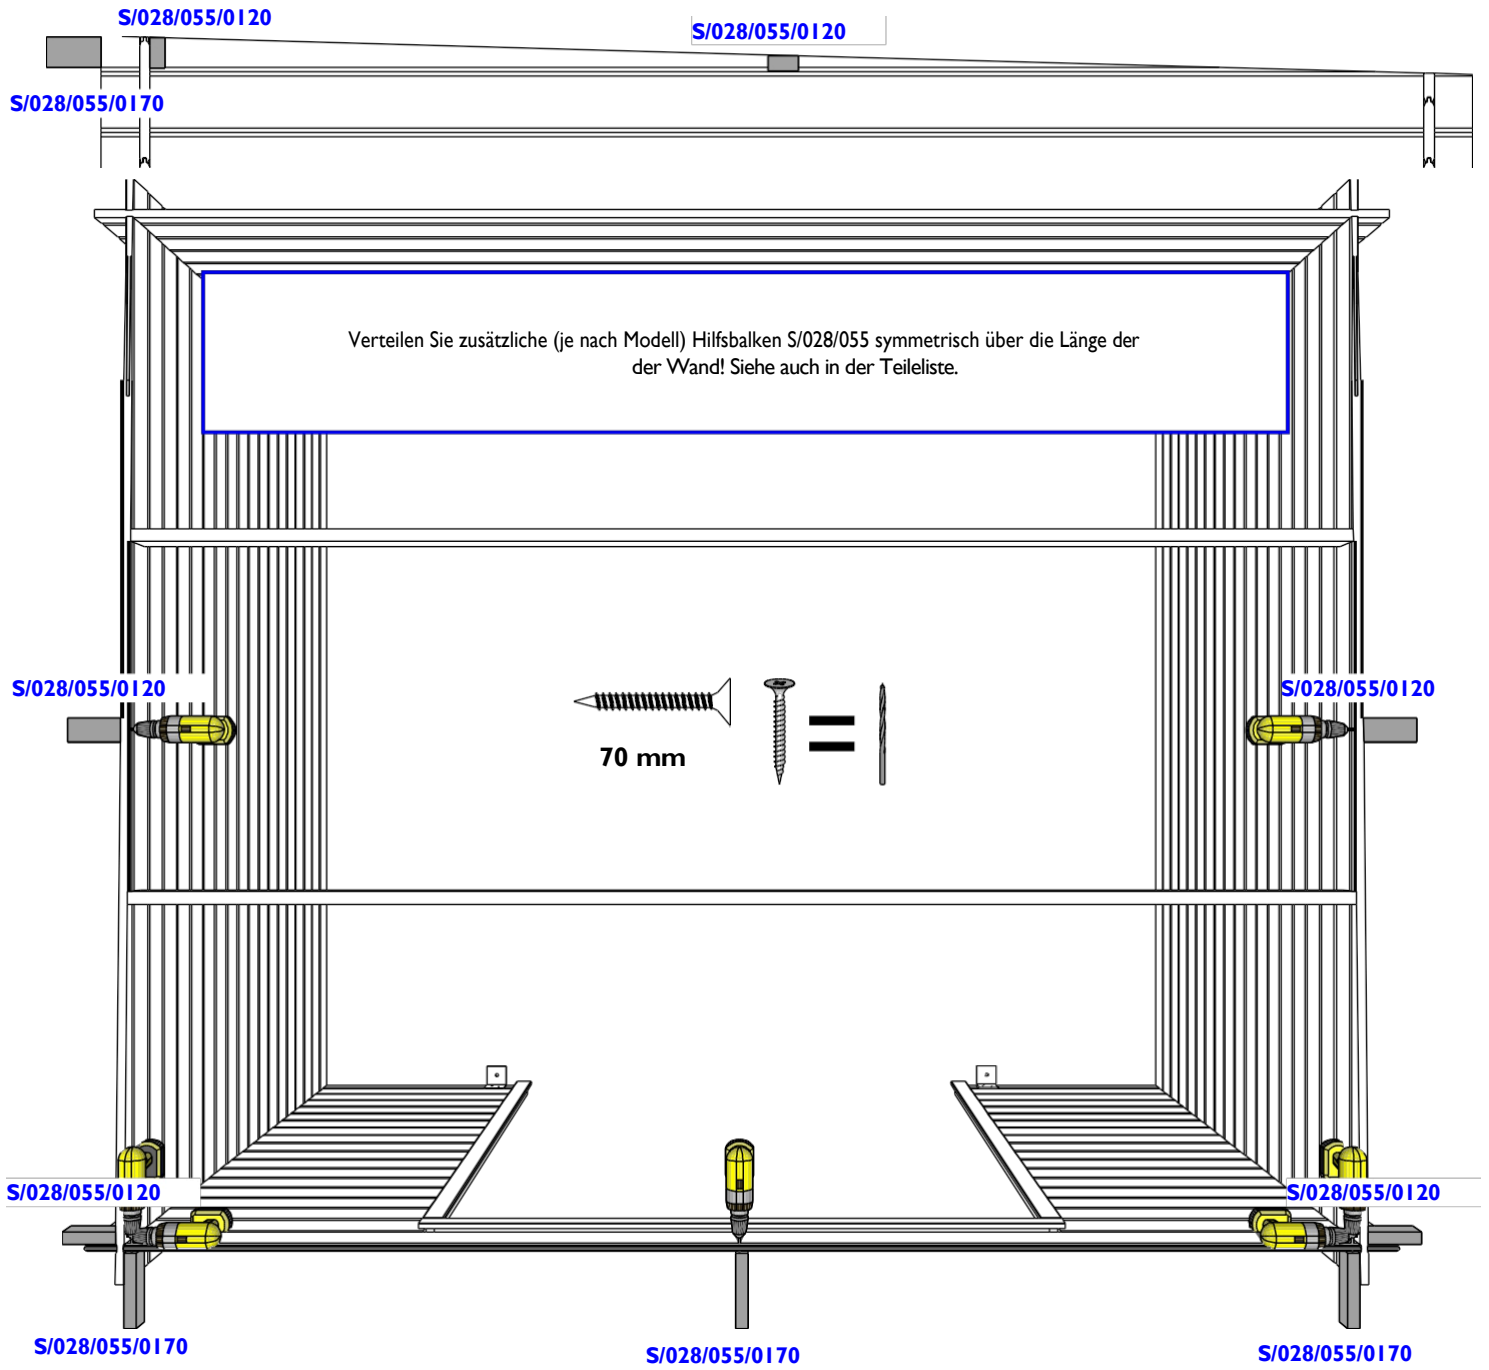 S/028/055/0120
S/028/055/0120
S/028/055/0170
Verteilen Sie zusätzliche (je nach Modell) Hilfsbalken S/028/055 symmetrisch über die Länge der
der Wand! Siehe auch in der Teileliste.
S/028/055/0120
S/028/055/0120
70 mm
S/028/055/0120
S/028/055/0120
S/028/055/0170
S/028/055/0170
S/028/055/0170